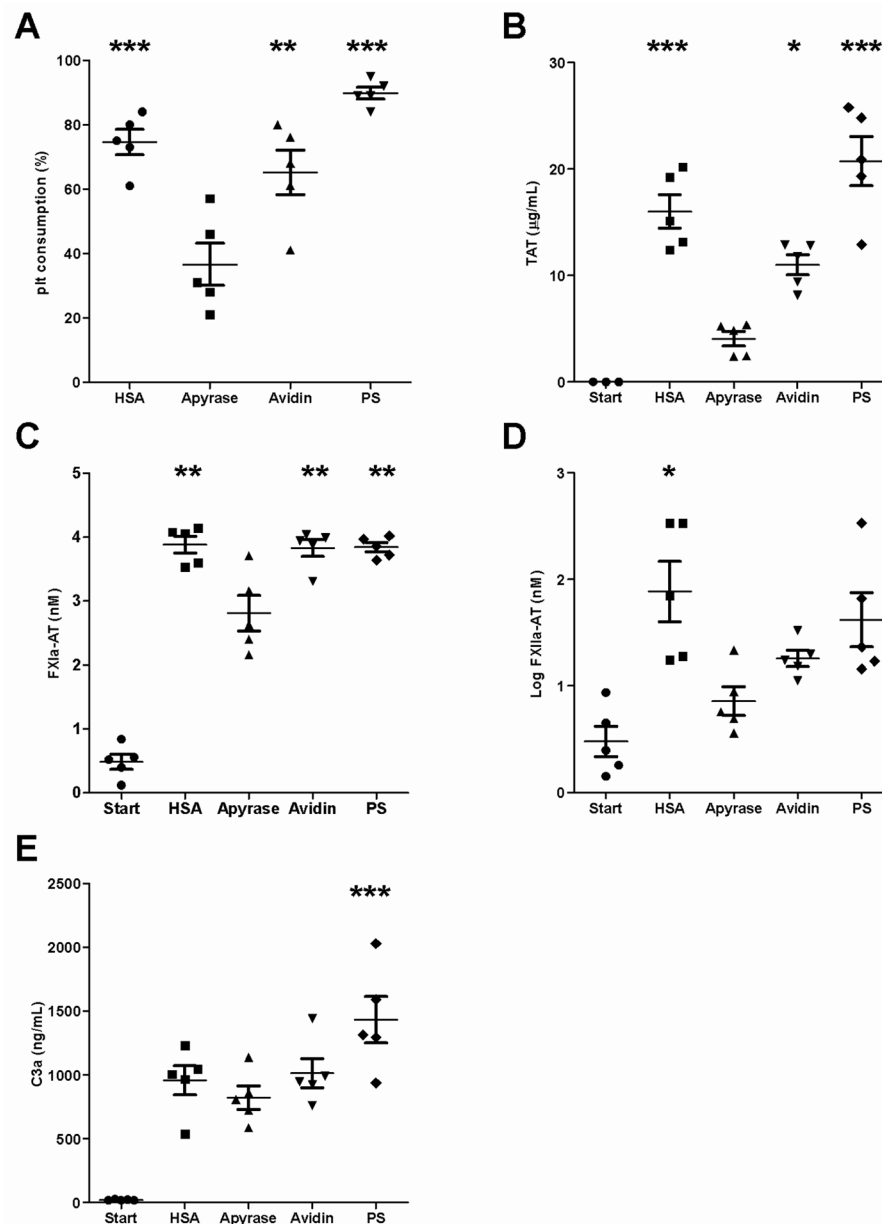 A
*** ** ***
plt consumption (%)
100
80
60
40
20
0
HSA Apyrase Avidin PS
B
*** * ***
TAT (µg/mL)
30
20
10
0
Start HSA Apyrase Avidin PS
C
** ** **
FXIa-AT (nM)
5
4
3
2
1
0
Start HSA Apyrase Avidin PS
D
*
Log FXIIa-AT (nM)
3
2
1
0
Start HSA Apyrase Avidin PS
E
***
C3a (ng/mL)
2500
2000
1500
1000
500
0
Start HSA Apyrase Avidin PS